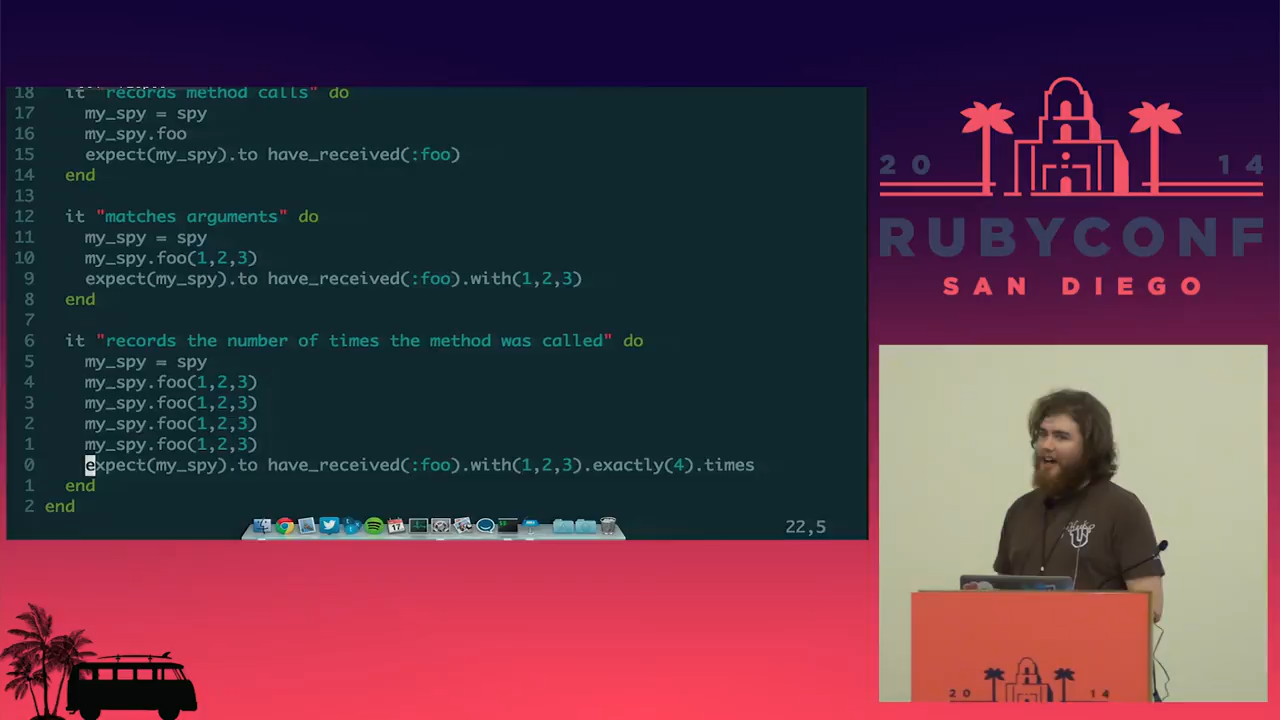 18 it "records method calls" do
17 my_spy = spy
16 my_spy.foo
15 expect(my_spy).to have_received(:foo)
14 end
13
12 it "matches arguments" do
11 my_spy = spy
10 my_spy.foo(1,2,3)
9 expect(my_spy).to have_received(:foo).with(1,2,3)
8 end
7
6 it "records the number of times the method was called" do
5 my_spy = spy
4 my_spy.foo(1,2,3)
3 my_spy.foo(1,2,3)
2 my_spy.foo(1,2,3)
1 my_spy.foo(1,2,3)
0 expect(my_spy).to have_received(:foo).with(1,2,3).exactly(4).times
1 end
2 end
17
22,5
20 14
RUBYCONF
SAN DIEGO
20 14